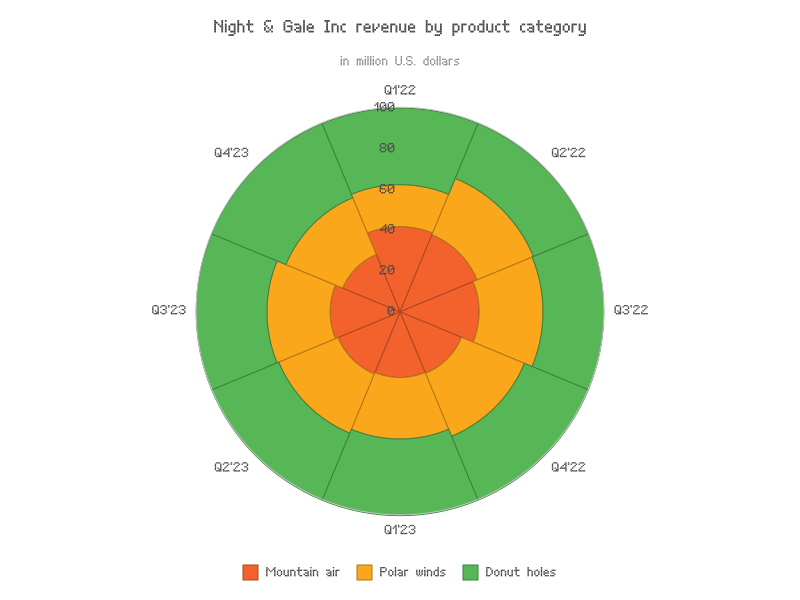 Night & Gale Inc revenue by product category
in million U.S. dollars
Q1'22
100
Q4'23
80
Q2'22
60
40
20
Q3'23
0
Q3'22
Q2'23
Q4'22
Q1'23
Mountain air
Polar winds
Donut holes